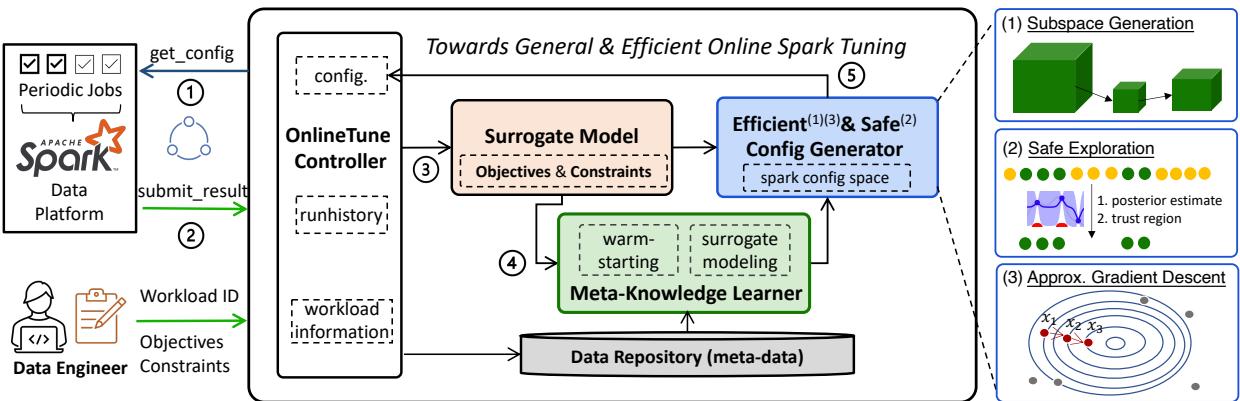 get_config
①
Periodic Jobs
APACHE
Spark™
Data
Platform
submit_result
②
Workload ID
Objectives
Constraints
</>
Data Engineer
Towards General & Efficient Online Spark Tuning
config.
OnlineTune
Controller
runhistory
workload
information
③
Surrogate Model
Objectives & Constraints
④
warm-
starting
surrogate
modeling
Meta-Knowledge Learner
Data Repository (meta-data)
⑤
Efficient(1)(3)& Safe(2)
Config Generator
spark config space
(1) Subspace Generation
(2) Safe Exploration
1. posterior estimate
2. trust region
(3) Approx. Gradient Descent
x1 x2 x3